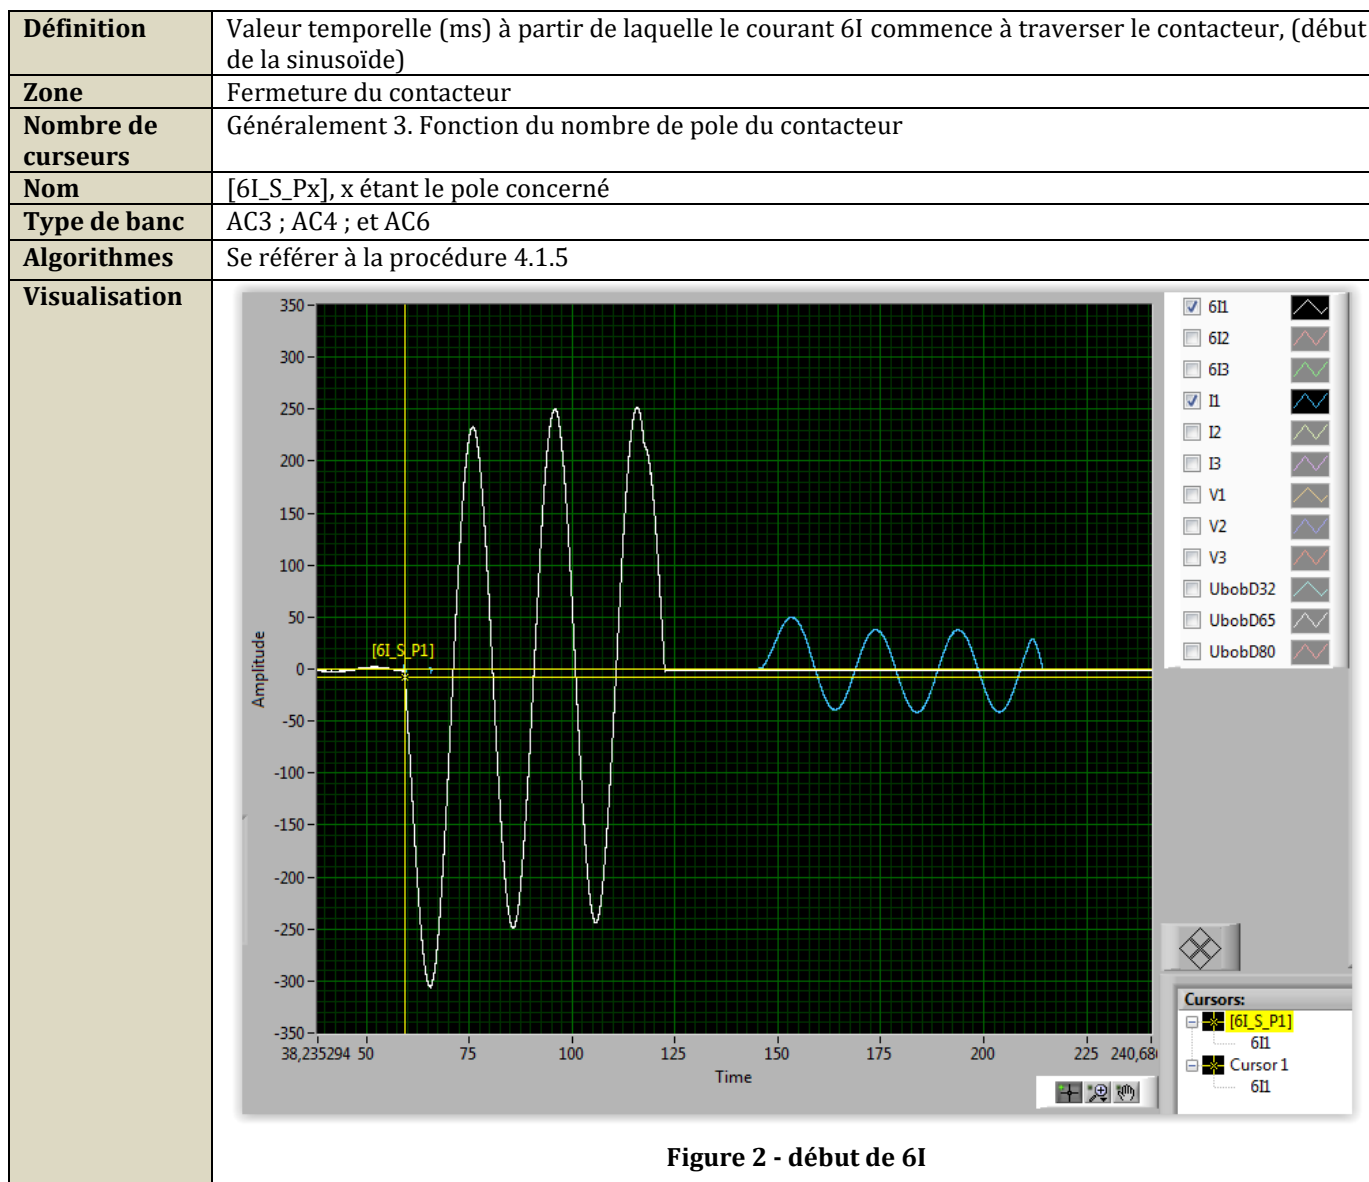 Définition
Valeur temporelle (ms) à partir de laquelle le courant 6I commence à traverser le contacteur, (début
de la sinusoïde)
Zone
Fermeture du contacteur
Nombre de
curseurs
Généralement 3. Fonction du nombre de pole du contacteur
Nom
[6I_S_Px], x étant le pole concerné
Type de banc
AC3 ; AC4 ; et AC6
Algorithmes
Se référer à la procédure 4.1.5
Visualisation
350
300
250
200
150
100
50
0
-50
-100
-150
-200
-250
-300
-350
Amplitude
[6I_S_P1]
38,235294
50
75
100
125
150
175
200
225
240,68
Time
6I1
6I2
6I3
I1
I2
I3
V1
V2
V3
UbobD32
UbobD65
UbobD80
Cursors:
[6I_S_P1]
6I1
Cursor 1
6I1
Figure 2 - début de 6I